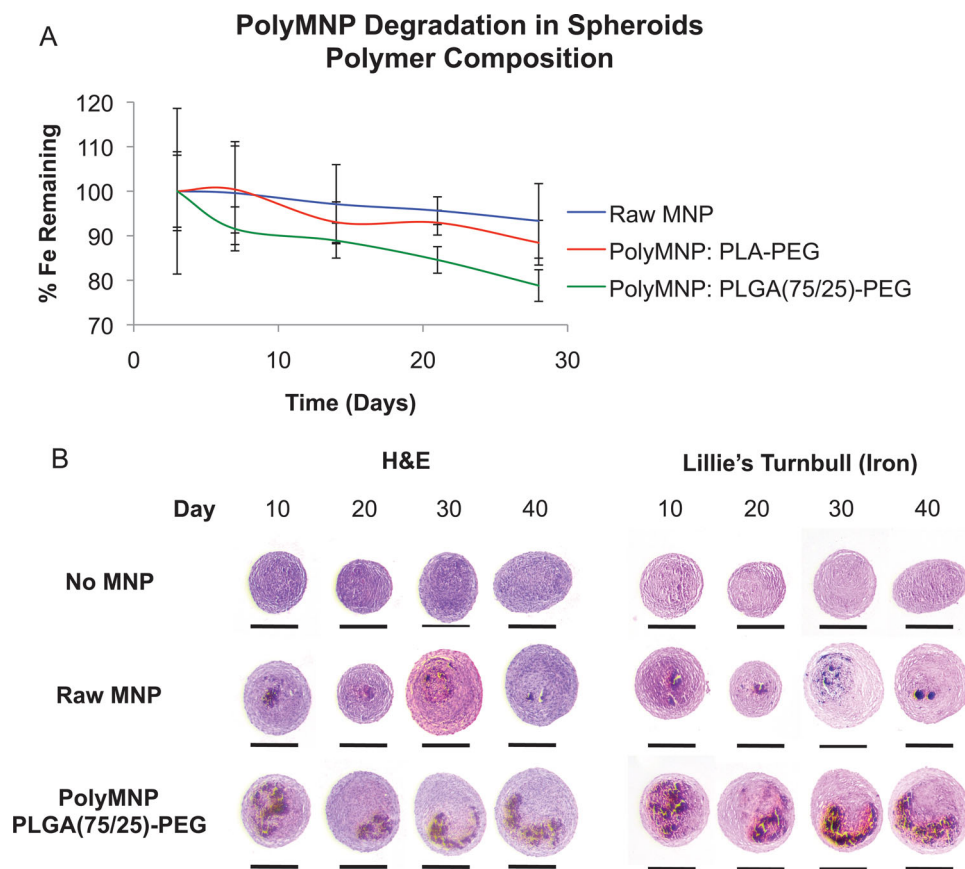 A
PolyMNP Degradation in Spheroids
Polymer Composition
% Fe Remaining
120
110
100
90
80
70
0
10
20
30
Time (Days)
Raw MNP
PolyMNP: PLA-PEG
PolyMNP: PLGA(75/25)-PEG
B
H&E
Lillie's Turnbull (Iron)
Day 10 20 30 40 10 20 30 40
No MNP
Raw MNP
PolyMNP
PLGA(75/25)-PEG